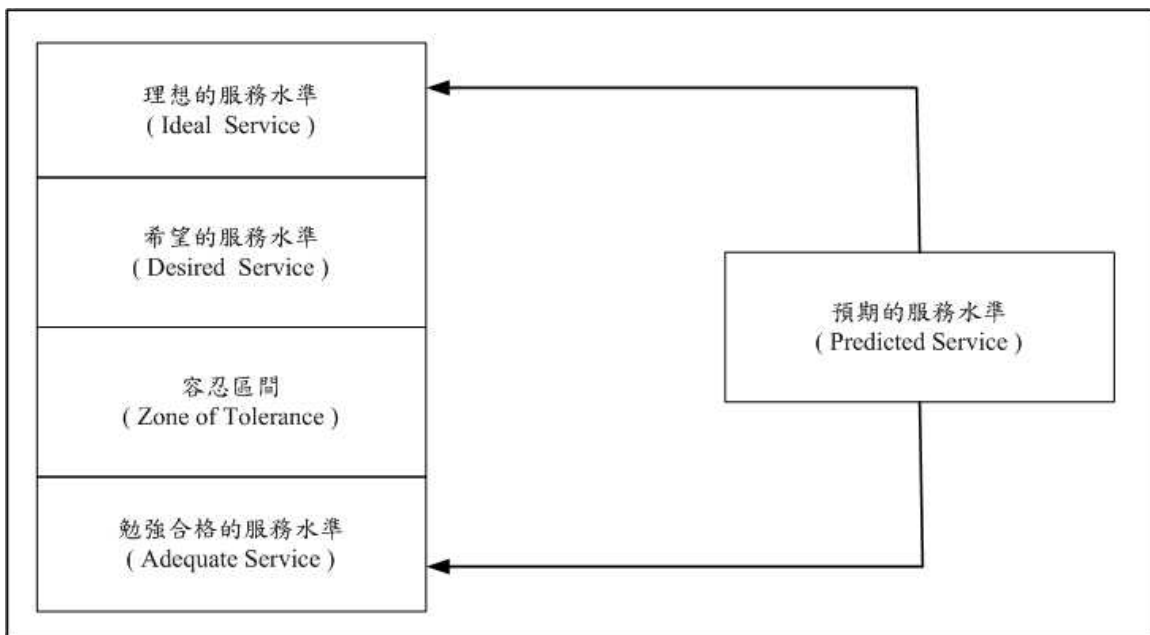 理想的服務水準
( Ideal Service )
希望的服務水準
( Desired Service )
容忍區間
( Zone of Tolerance )
勉強合格的服務水準
( Adequate Service )
預期的服務水準
( Predicted Service )